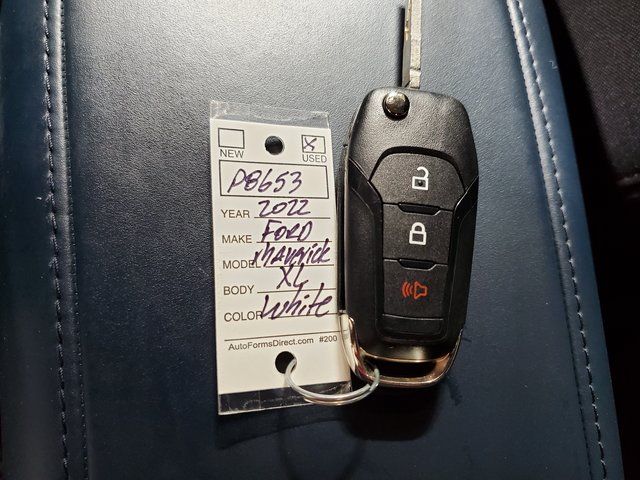 NEW
X
USED
P8653
YEAR 2022
MAKE FORD
MODEL Maverick
BODY XL
COLOR White
AutoFormsDirect.com #200